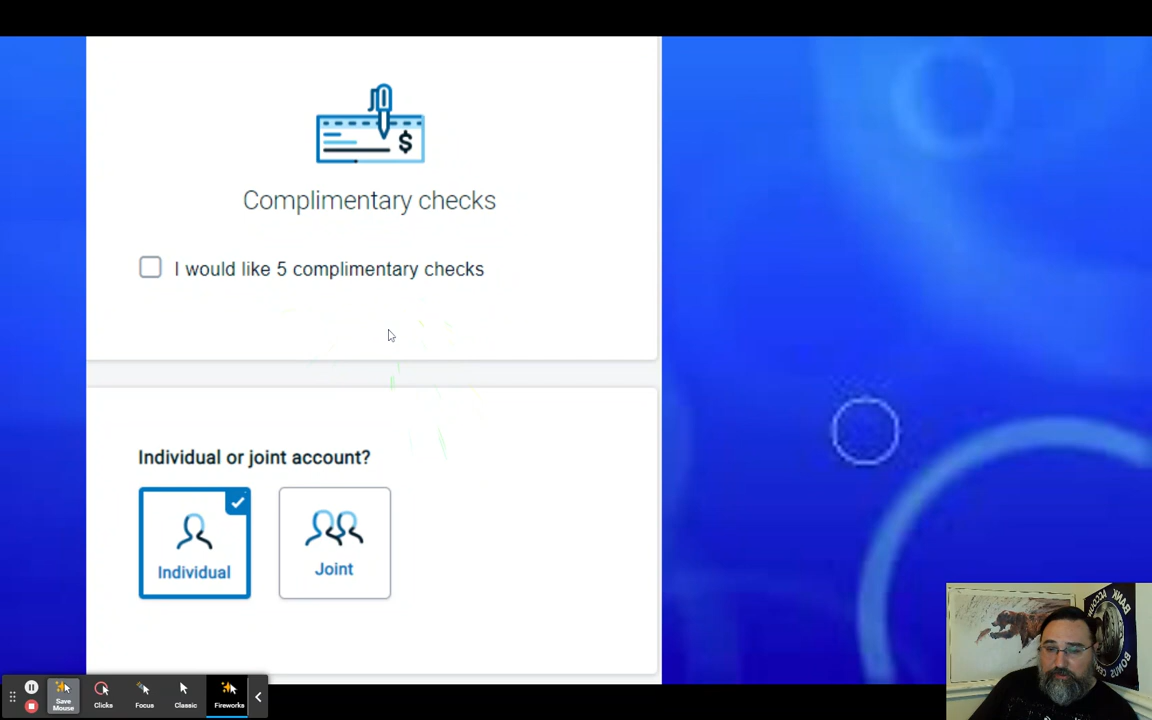 $
Complimentary checks
I would like 5 complimentary checks
Individual or joint account?
Individual
Joint
Save Mouse
Clicks
Focus
Classic
Fireworks